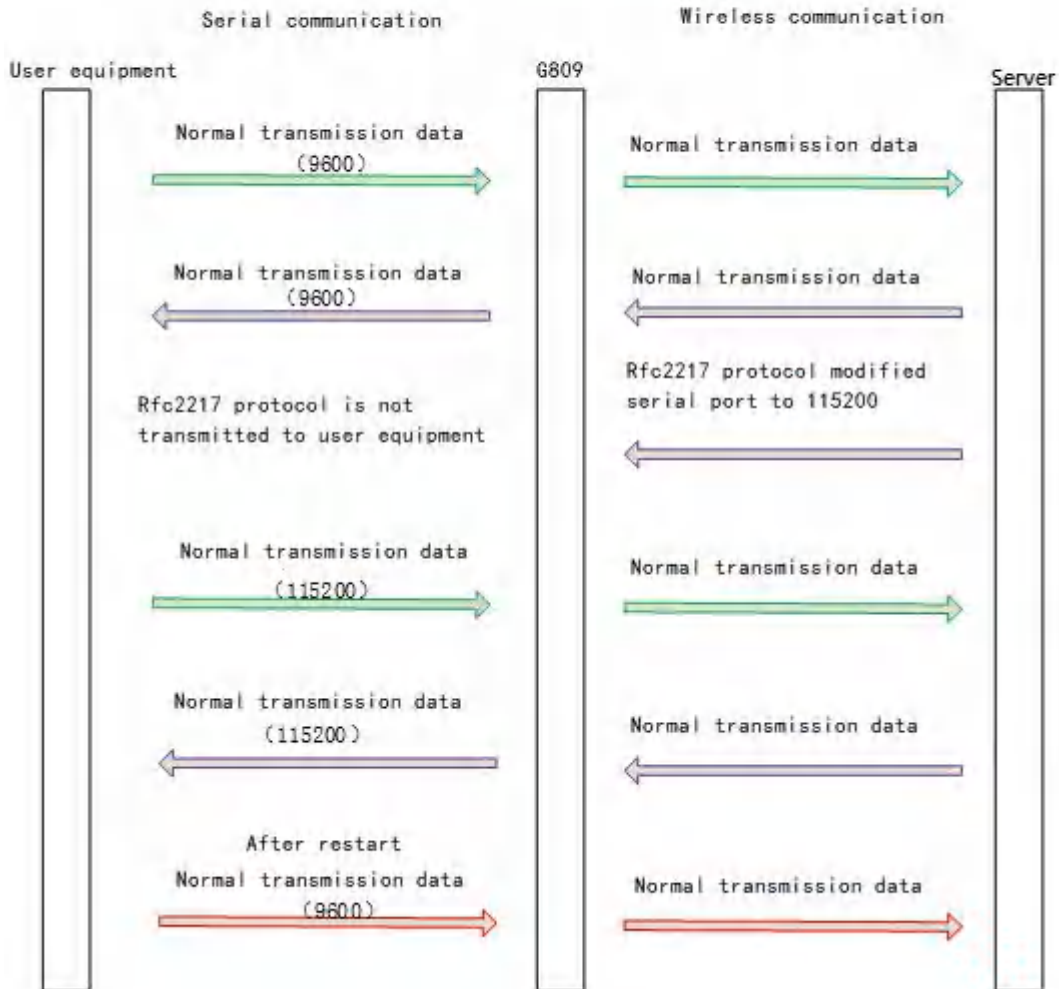 Serial communication
Wireless communication
User equipment
G809
Server
Normal transmission data
(9600)
Normal transmission data
Normal transmission data
(9600)
Normal transmission data
Rfc2217 protocol is not
transmitted to user equipment
Rfc2217 protocol modified
serial port to 115200
Normal transmission data
(115200)
Normal transmission data
Normal transmission data
(115200)
Normal transmission data
After restart
Normal transmission data
(9600)
Normal transmission data